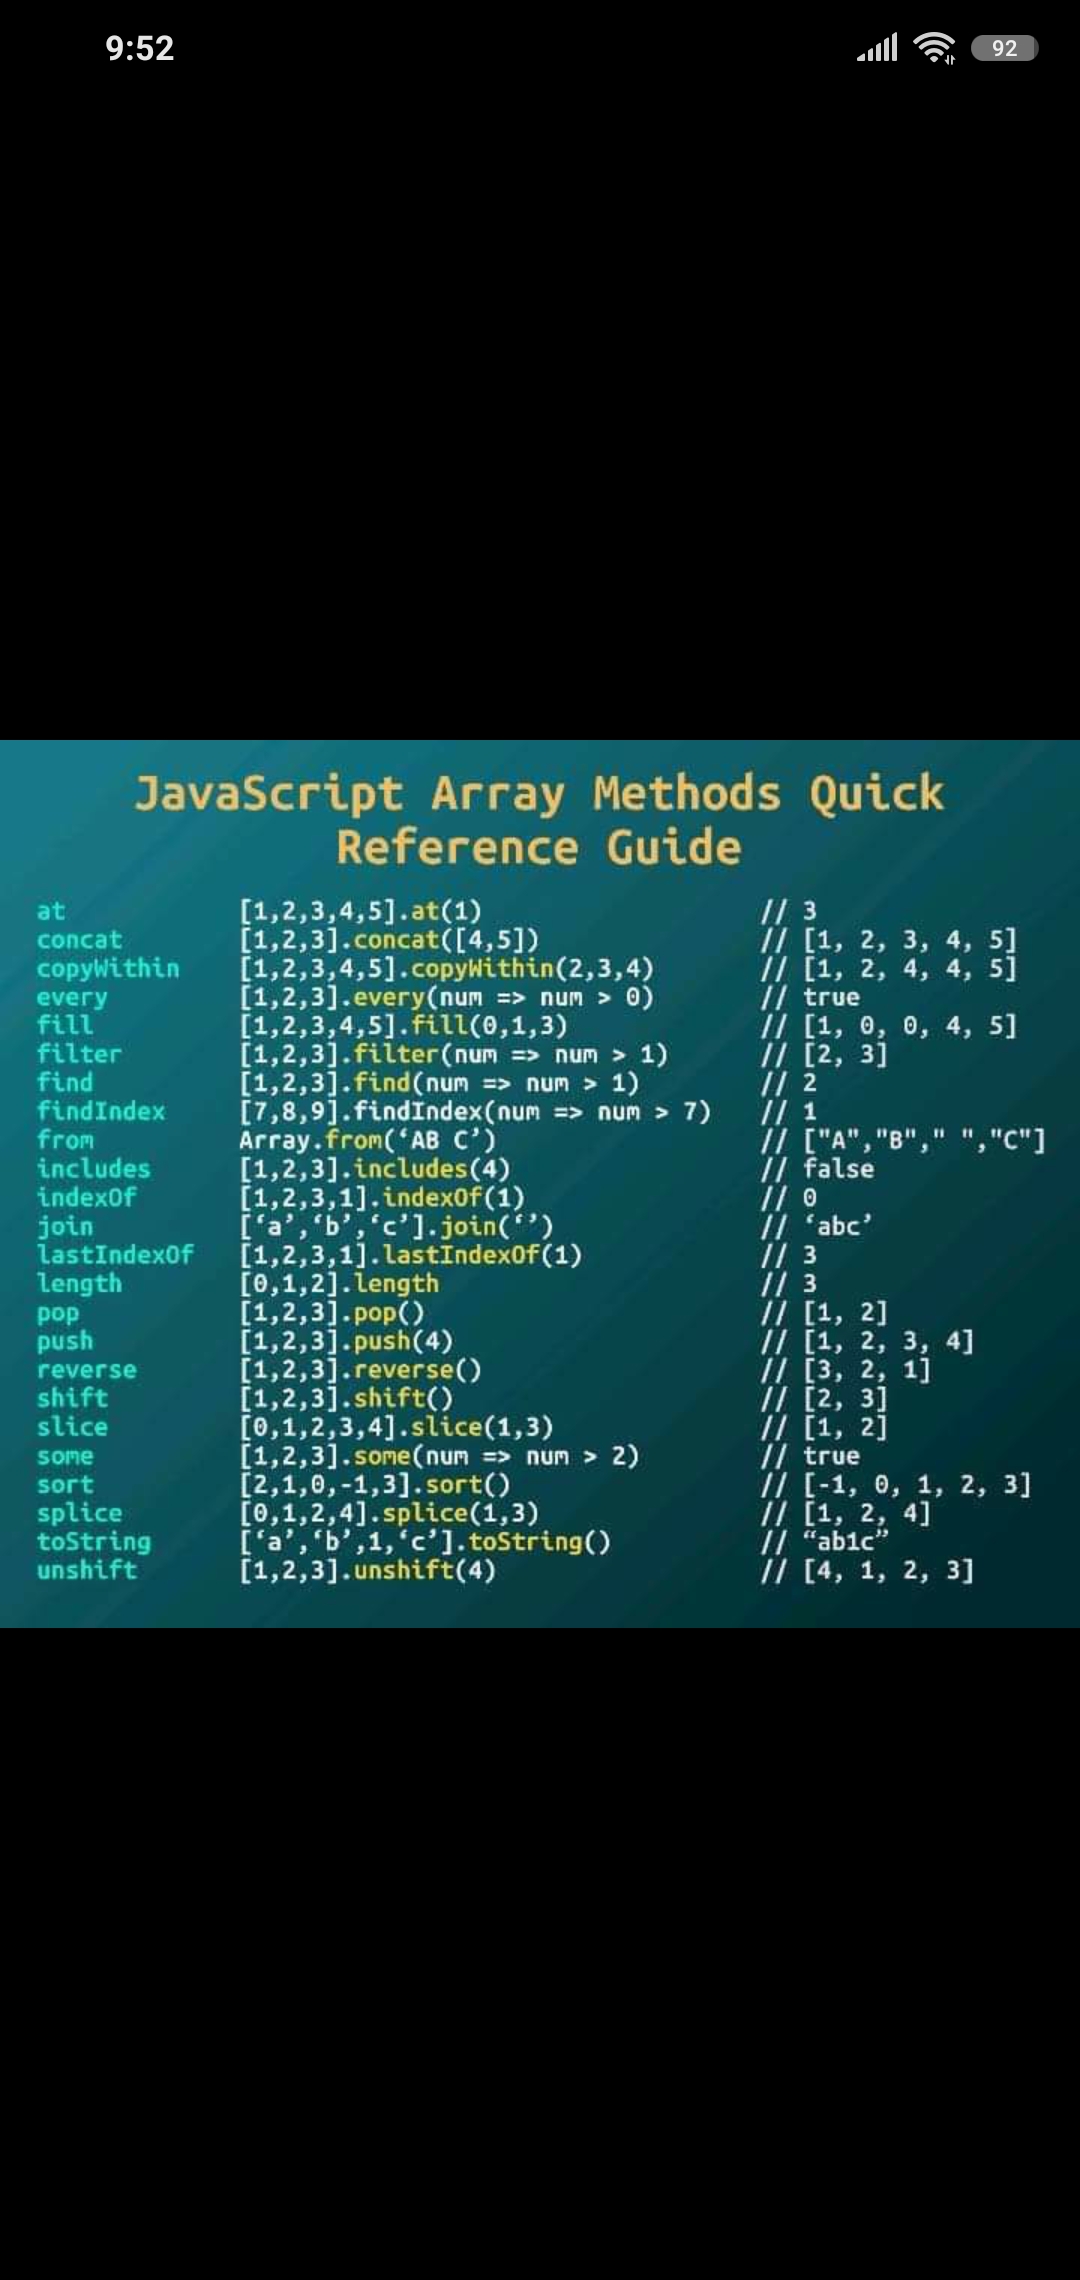 9:52
92
JavaScript Array Methods Quick
Reference Guide
at [1,2,3,4,5].at(1) // 3
concat [1,2,3].concat([4,5]) // [1, 2, 3, 4, 5]
copyWithin [1,2,3,4,5].copyWithin(2,3,4) // [1, 2, 4, 4, 5]
every [1,2,3].every(num => num > 0) // true
fill [1,2,3,4,5].fill(0,1,3) // [1, 0, 0, 4, 5]
filter [1,2,3].filter(num => num > 1) // [2, 3]
find [1,2,3].find(num => num > 1) // 2
findIndex [7,8,9].findIndex(num => num > 7) // 1
from Array.from(‘AB C’) // ["A","B"," ","C"]
includes [1,2,3].includes(4) // false
indexOf [1,2,3,1].indexOf(1) // 0
join [‘a’,‘b’,‘c’].join(‘’) // ‘abc’
lastIndexOf [1,2,3,1].lastIndexOf(1) // 3
length [0,1,2].length // 3
pop [1,2,3].pop() // [1, 2]
push [1,2,3].push(4) // [1, 2, 3, 4]
reverse [1,2,3].reverse() // [3, 2, 1]
shift [1,2,3].shift() // [2, 3]
slice [0,1,2,3,4].slice(1,3) // [1, 2]
some [1,2,3].some(num => num > 2) // true
sort [2,1,0,-1,3].sort() // [-1, 0, 1, 2, 3]
splice [0,1,2,4].splice(1,3) // [1, 2, 4]
toString [‘a’,‘b’,1,‘c’].toString() // “ab1c”
unshift [1,2,3].unshift(4) // [4, 1, 2, 3]